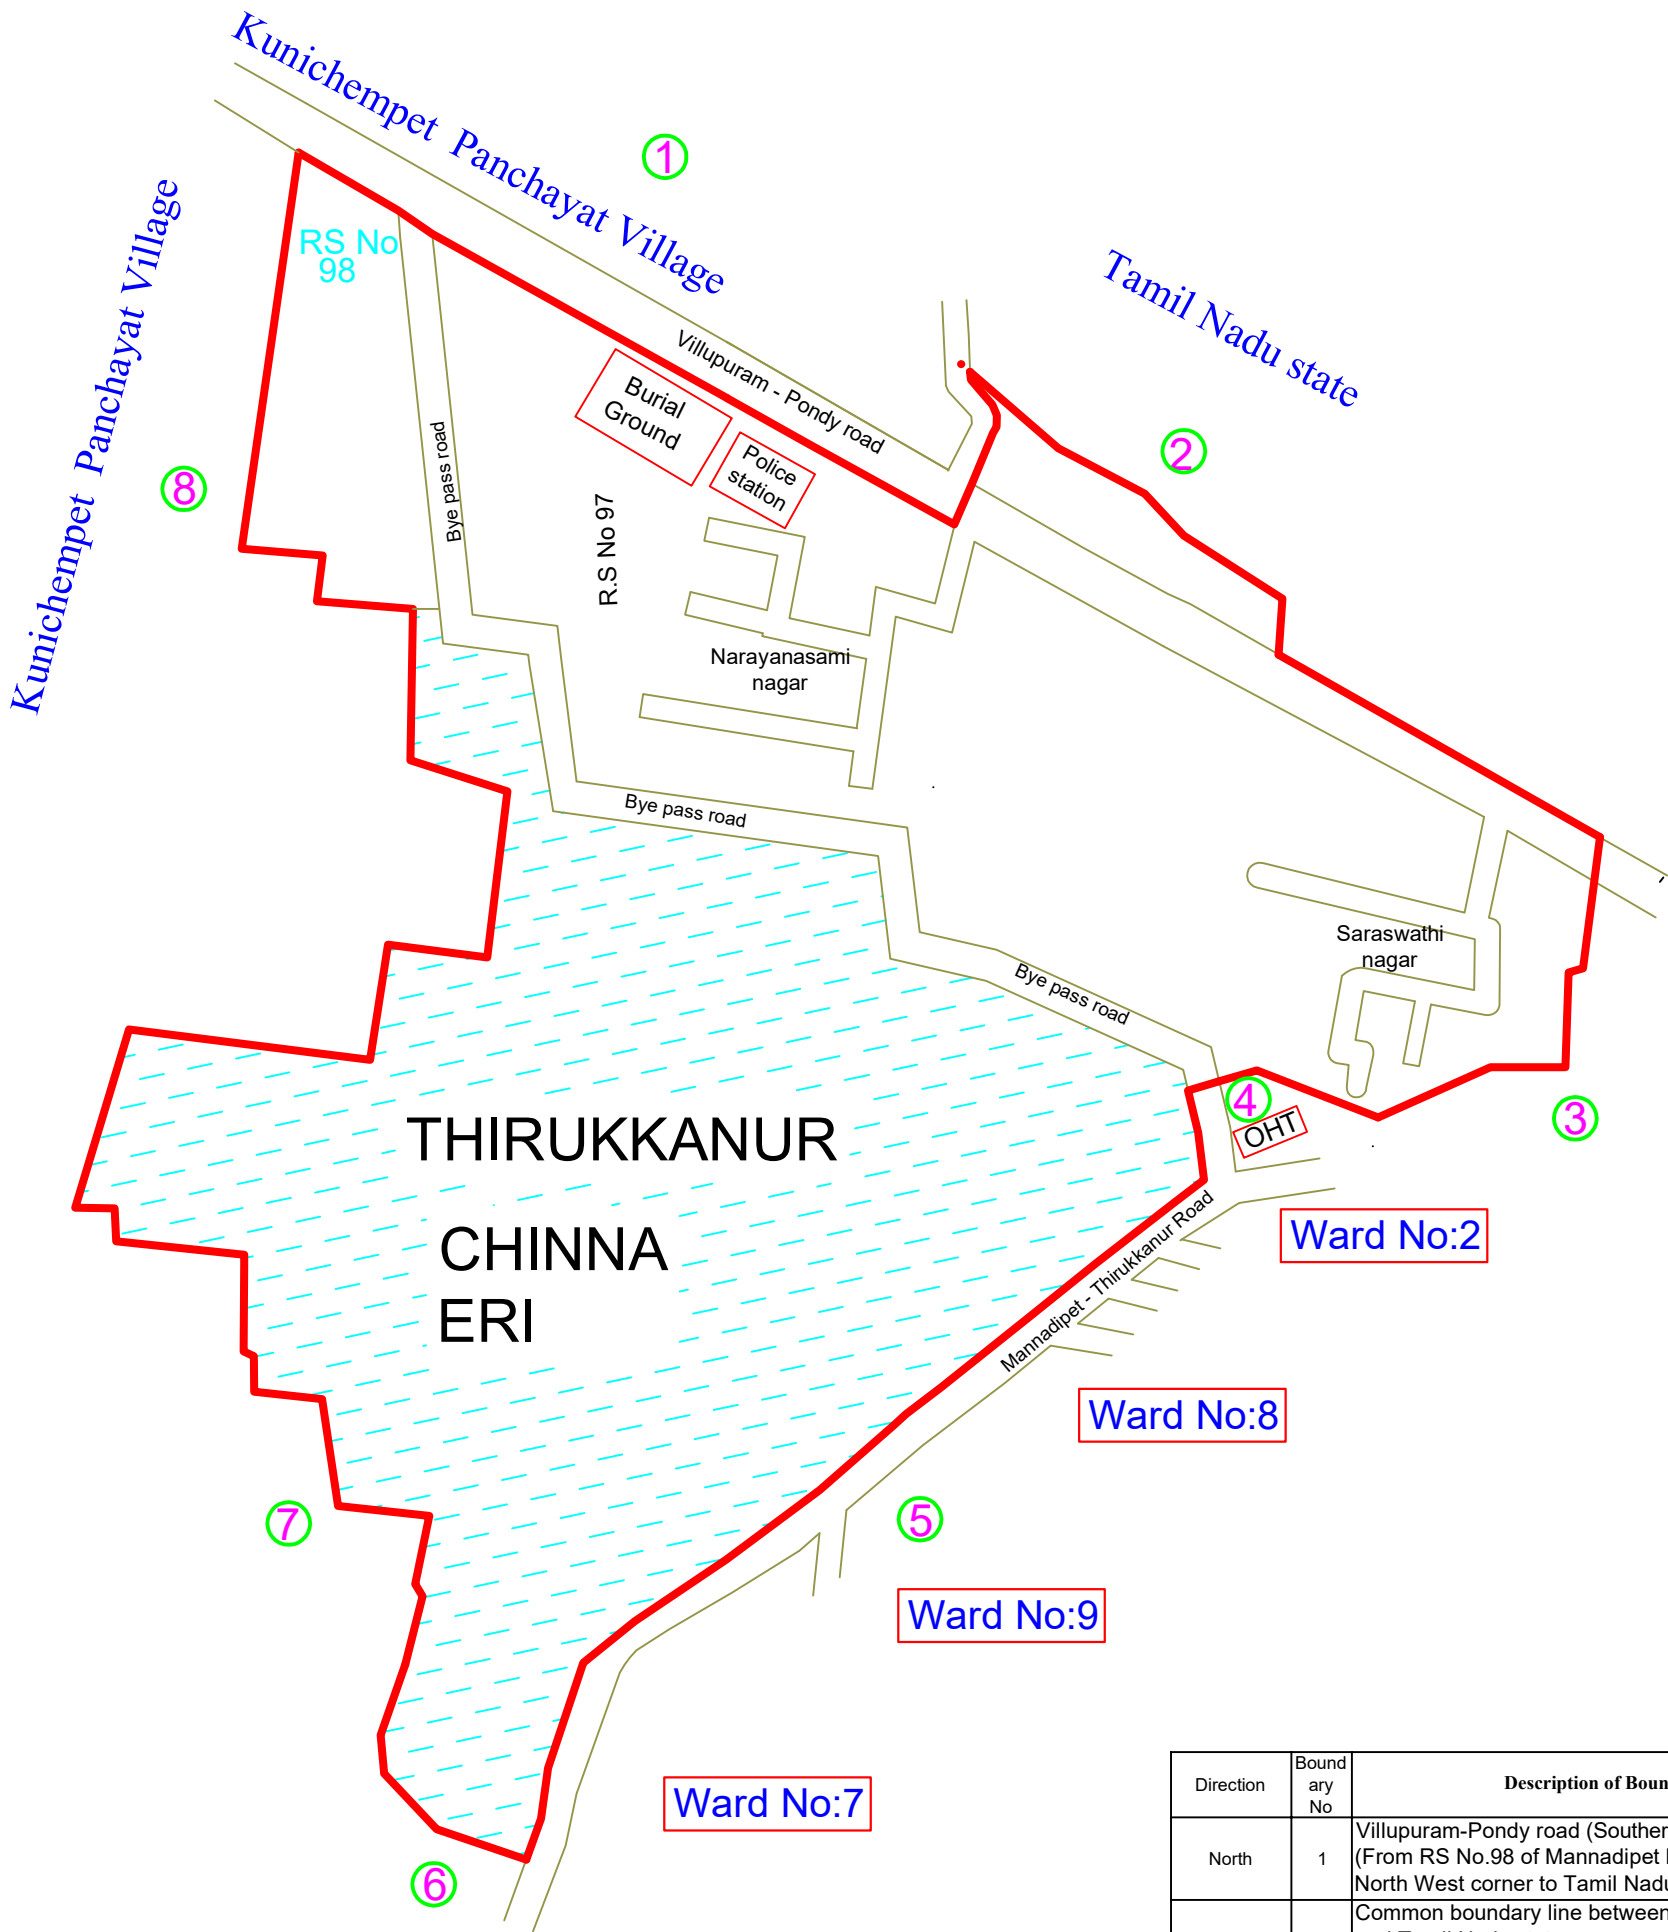 Kunichempet Panchayat Village
1
Kunichempet Panchayat Village
RS No
98
Tamil Nadu state
Villupuram - Pondy road
Burial
Ground
Police
station
2
Bye pass road
8
R.S No 97
Narayanasami
nagar
Bye pass road
Saraswathi
nagar
Bye pass road
4
3
OHT
THIRUKKANUR
CHINNA
ERI
Mannadipet - Thirukkanur Road
Ward No:2
Ward No:8
7
5
Ward No:9
Ward No:7
6
Direction
Bound
ary
No
Description of Boun
North
1
Villupuram-Pondy road (Souther
(From RS No.98 of Mannadipet
North West corner to Tamil Nadu
Common boundary line between